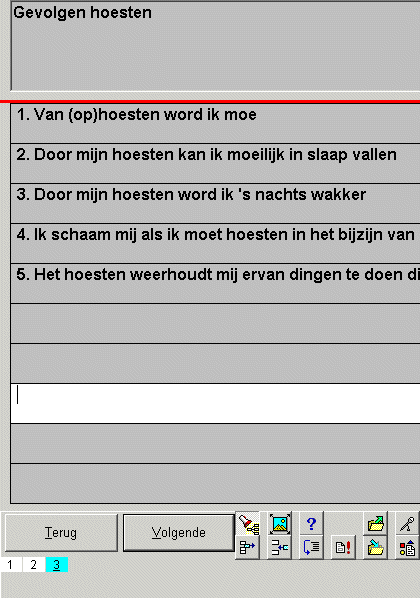 Gevolgen hoesten
1. Van (op)hoesten word ik moe
2. Door mijn hoesten kan ik moeilijk in slaap vallen
3. Door mijn hoesten word ik 's nachts wakker
4. Ik schaam mij als ik moet hoesten in het bijzijn van
5. Het hoesten weerhoudt mij ervan dingen te doen di
Terug
Volgende
1 2 3